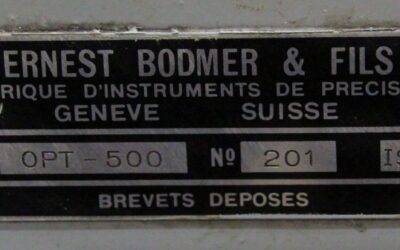 ERNEST BODMER & FILS
RIQUE D'INSTRUMENTS DE PRECIS
GENEVE SUISSE
OPT-500 Nº 201
BREVETS DEPOSES